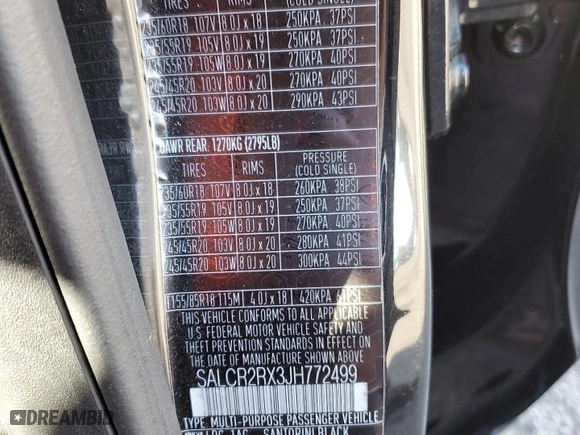 (COLD SINGLE)
235/60R18 107V 8.0J x 18 250KPA 37PSI
/55R19 105V 8.0J x 19 250KPA 37PSI
/55R19 105W 8.0J x 19 270KPA 40PSI
245/45R20 103V 8.0J x 20 270KPA 40PSI
245/45R20 103W 8.0J x 20 290KPA 43PSI
GAWR REAR: 1270KG (2795LB)
TIRES RIMS PRESSURE
(COLD SINGLE)
235/60R18 107V 8.0J x 18 260KPA 38PSI
235/55R19 105V 8.0J x 19 250KPA 37PSI
235/55R19 105W 8.0J x 19 270KPA 40PSI
245/45R20 103V 8.0J x 20 280KPA 41PSI
245/45R20 103W 8.0J x 20 300KPA 44PSI
T155/85R18 115M 4.0J x 18 420KPA 61PSI
THIS VEHICLE CONFORMS TO ALL APPLICABLE
U.S. FEDERAL MOTOR VEHICLE SAFETY AND
THEFT PREVENTION STANDARDS IN EFFECT ON
THE DATE OF MANUFACTURE SHOWN ABOVE.
SALCR2RX3JH772499
TYPE: MULTI-PURPOSE PASSENGER VEHICLE
1AG SANTORINI BLACK
© AutoBidMaster